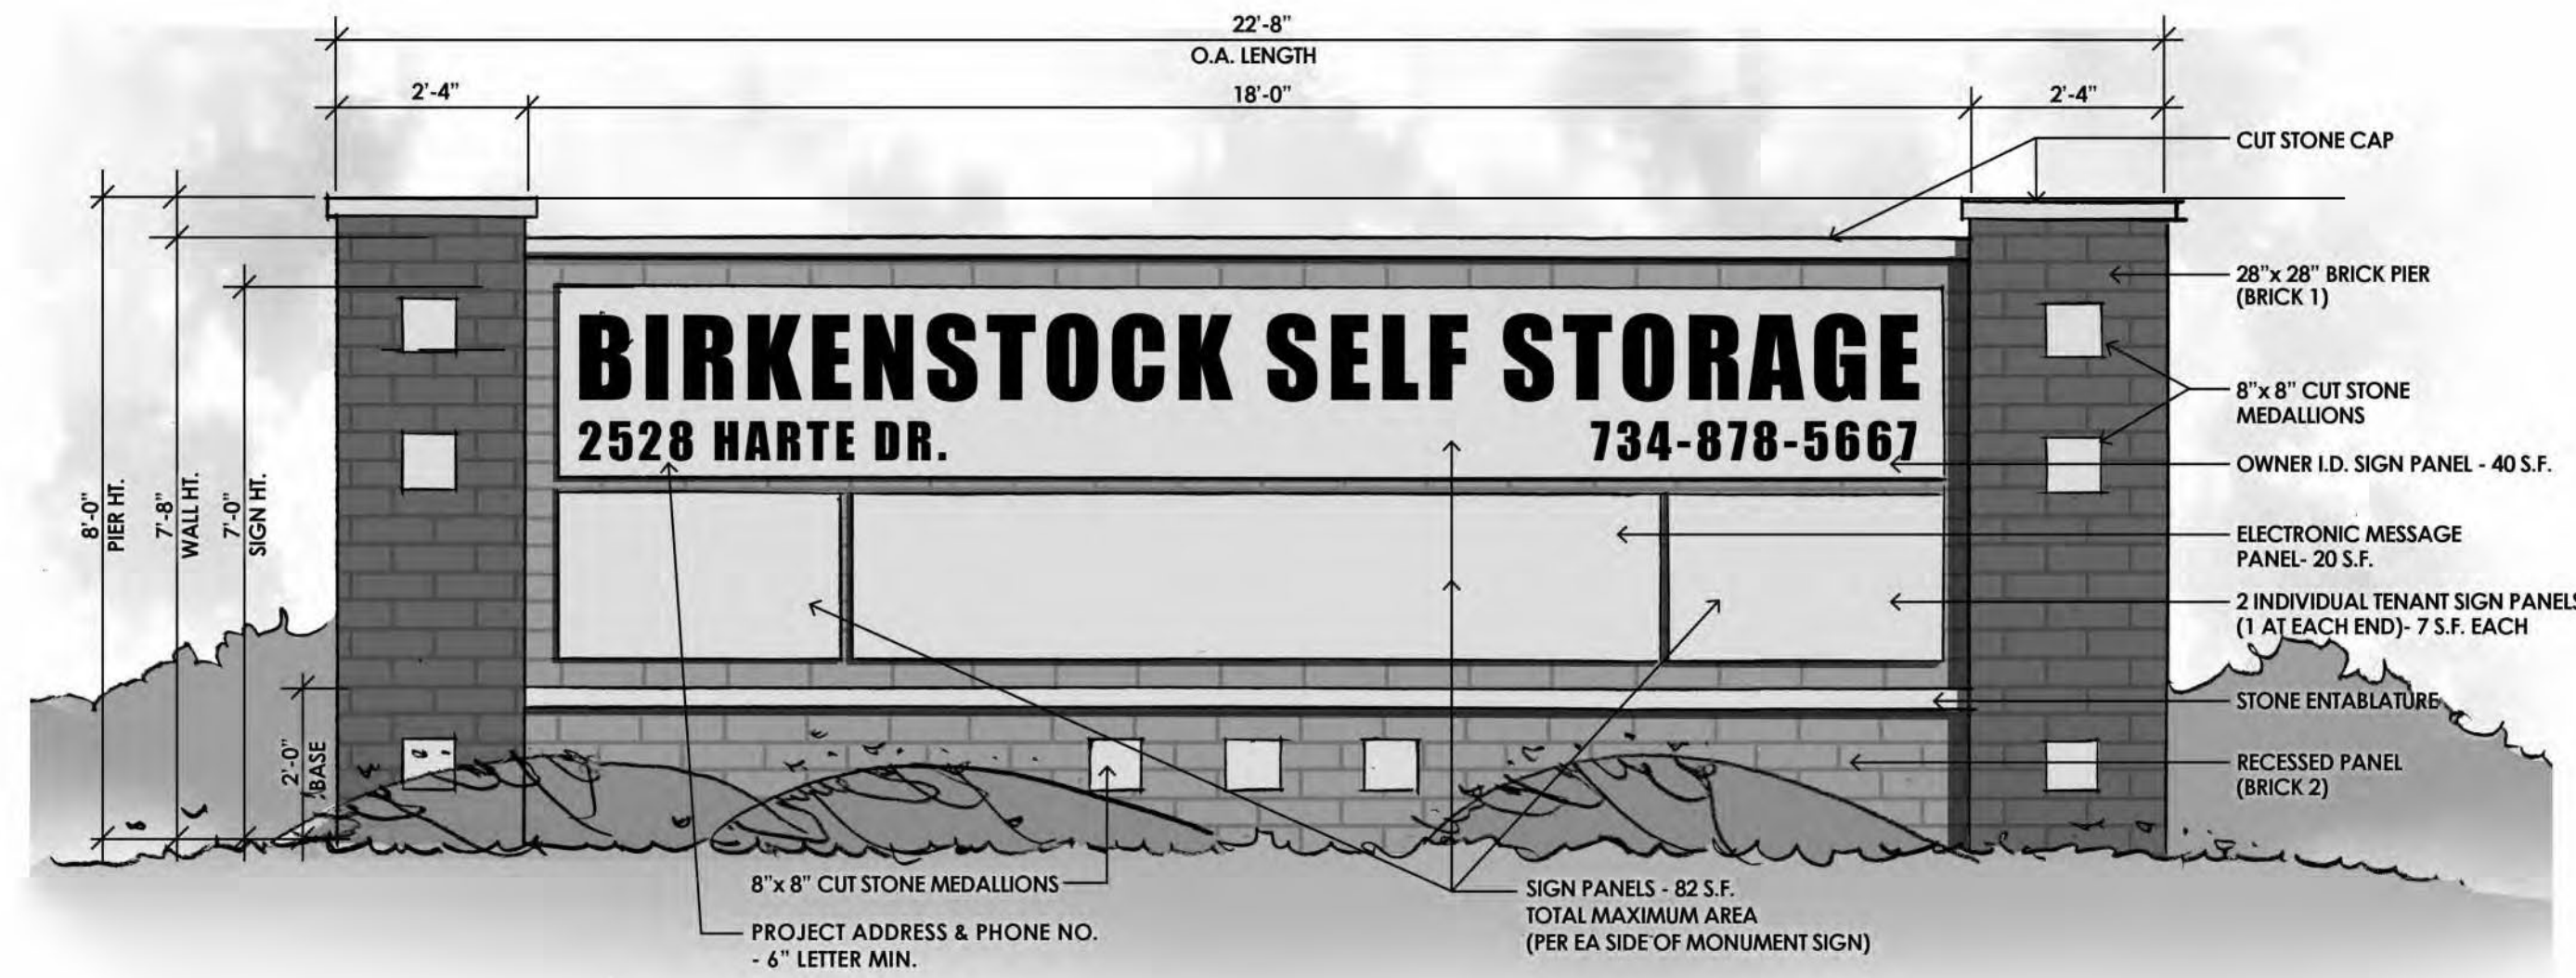 22'-8"
O.A. LENGTH
2'-4"
18'-0"
2'-4"
CUT STONE CAP
28"x 28" BRICK PIER
(BRICK 1)
BIRKENSTOCK SELF STORAGE
2528 HARTE DR.
734-878-5667
8"x 8" CUT STONE
MEDALLIONS
OWNER I.D. SIGN PANEL - 40 S.F.
8'-0"
PIER HT.
7'-8"
WALL HT.
7'-0"
SIGN HT.
ELECTRONIC MESSAGE
PANEL- 20 S.F.
2 INDIVIDUAL TENANT SIGN PANELS
(1 AT EACH END)- 7 S.F. EACH
STONE ENTABLATURE
2'-0"
BASE
RECESSED PANEL
(BRICK 2)
8"x 8" CUT STONE MEDALLIONS
PROJECT ADDRESS & PHONE NO.
- 6" LETTER MIN.
SIGN PANELS - 82 S.F.
TOTAL MAXIMUM AREA
(PER EA SIDE OF MONUMENT SIGN)